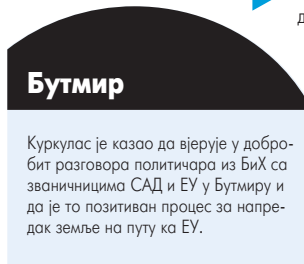 Д
Бутмир
Куркулас је казао да вјерује у добро-
бит разговора политичара из БиХ са
званичницима САД и ЕУ у Бутмиру и
да је то позитиван процес за напре-
дак земље на путу ка ЕУ.